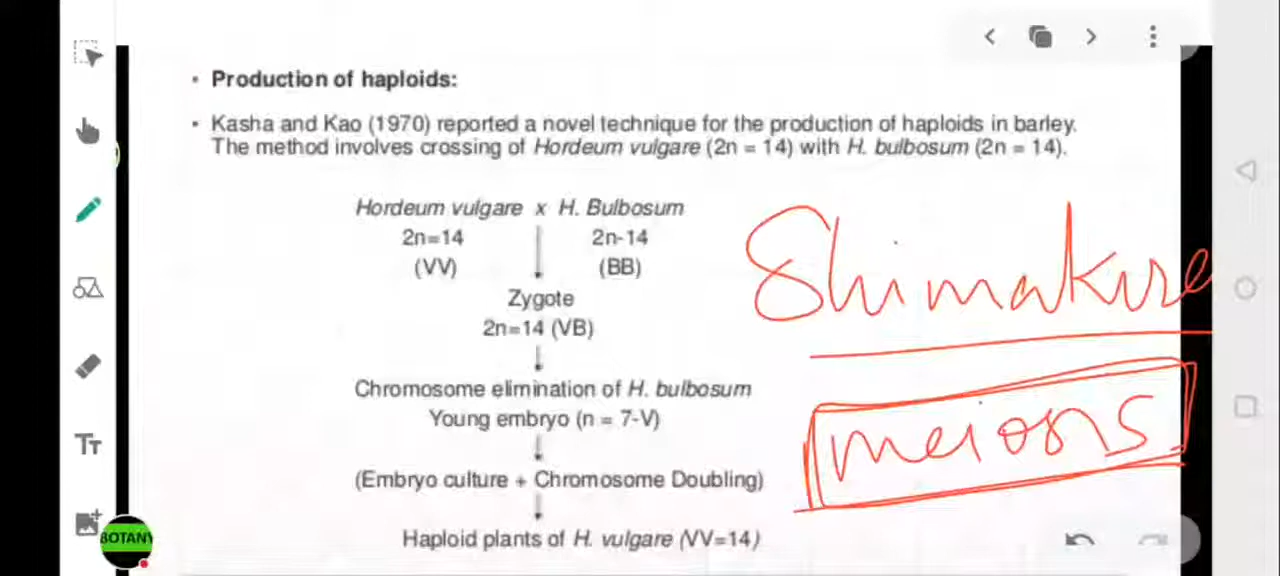 • Production of haploids:
• Kasha and Kao (1970) reported a novel technique for the production of haploids in barley.
The method involves crossing of Hordeum vulgare (2n = 14) with H. bulbosum (2n = 14).
Hordeum vulgare x H. Bulbosum
2n=14 2n-14
(VV) (BB)
Zygote
2n=14 (VB)
Chromosome elimination of H. bulbosum
Young embryo (n = 7-V)
(Embryo culture + Chromosome Doubling)
Haploid plants of H. vulgare (VV=14)
Shimakure
meiosis
TT
BOTANY